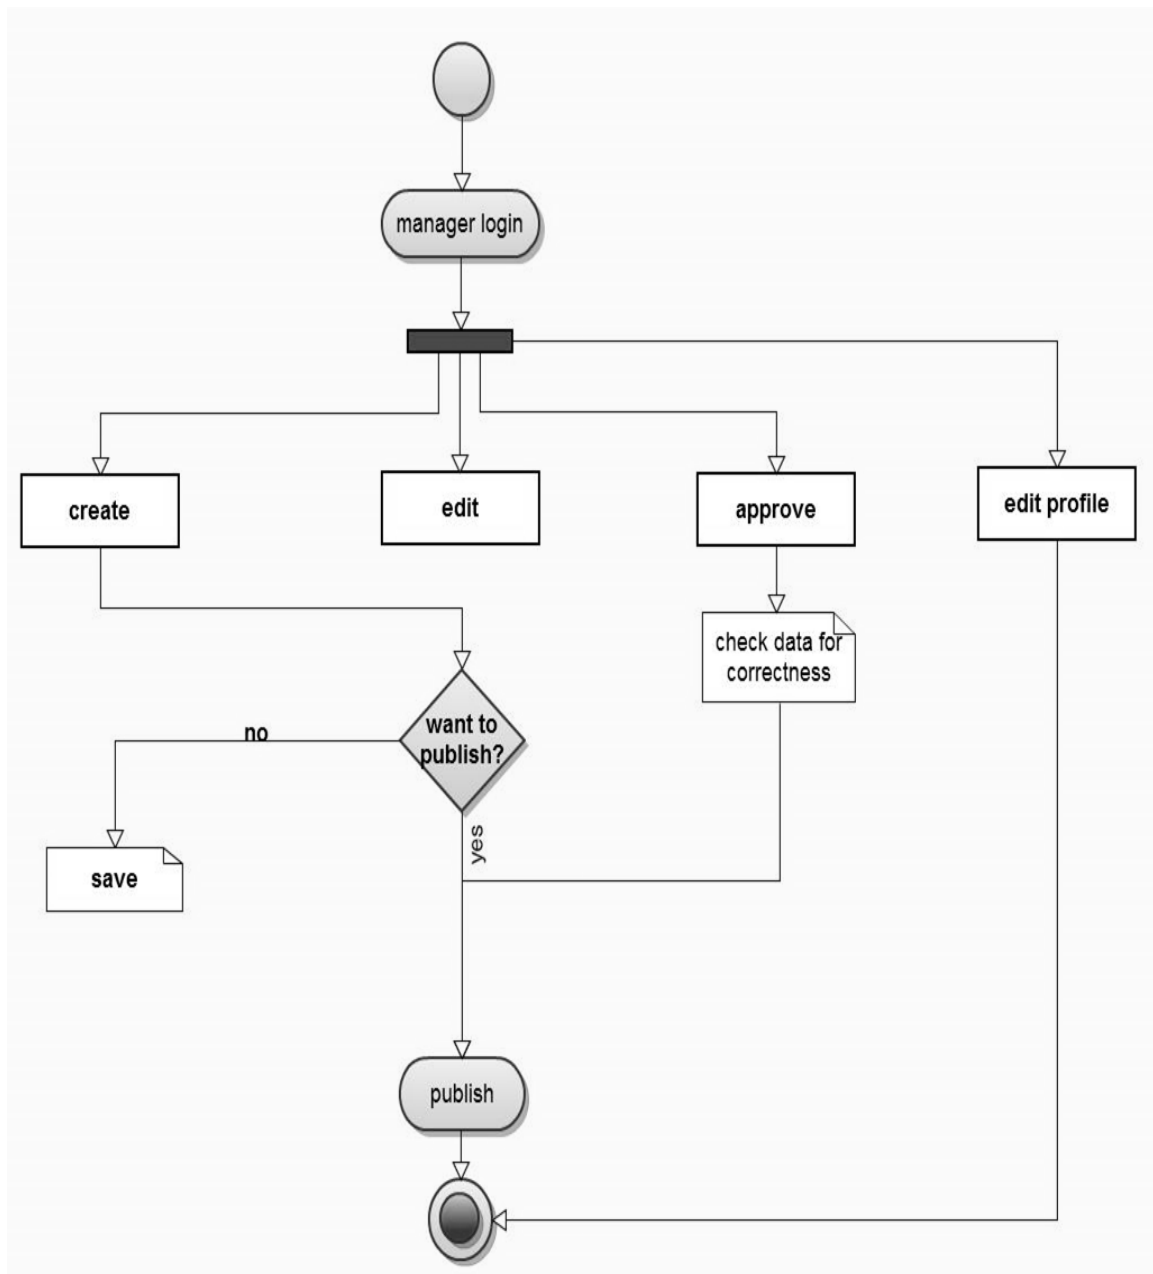 manager login
create
edit
approve
edit profile
check data for
correctness
want to
publish?
no
yes
save
publish